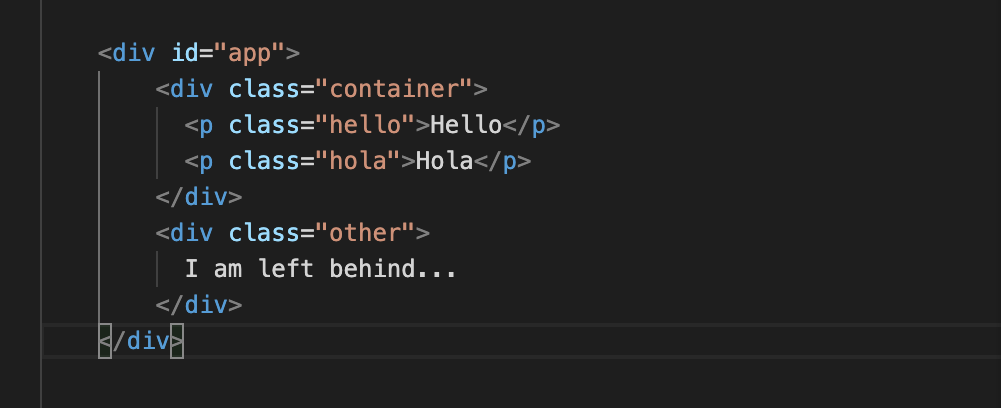 <div id="app">
<div class="container">
<p class="hello">Hello</p>
<p class="hola">Hola</p>
</div>
<div class="other">
I am left behind...
</div>
</div>